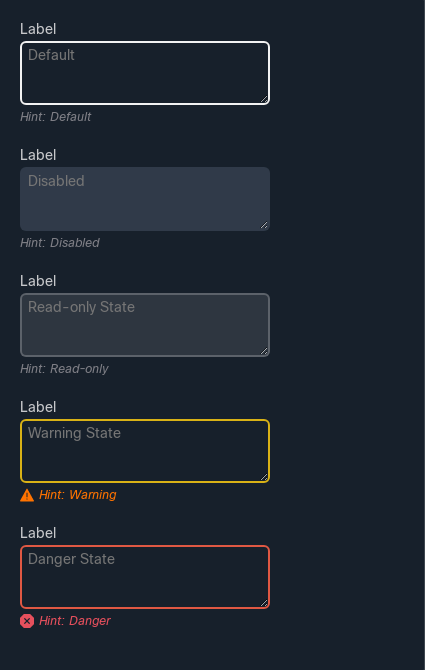 Label
Default
Hint: Default
Label
Disabled
Hint: Disabled
Label
Read-only State
Hint: Read-only
Label
Warning State
Hint: Warning
Label
Danger State
Hint: Danger